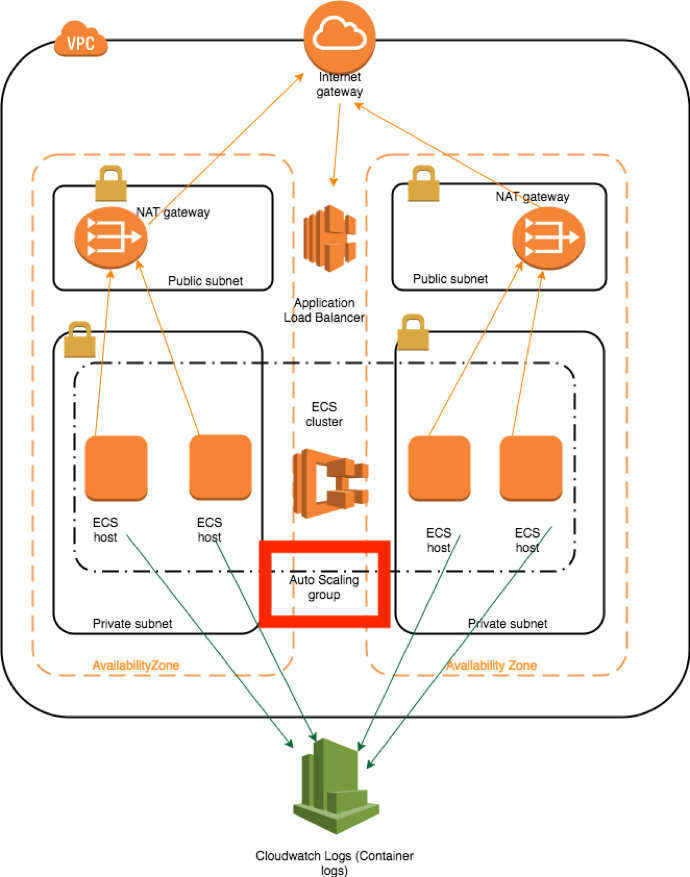 VPC
Internet
gateway
NAT gateway
Public subnet
NAT gateway
Public subnet
Application
Load Balancer
ECS
cluster
ECS
host
ECS
host
ECS
host
ECS
host
Auto Scaling
group
Private subnet
Private subnet
AvailabilityZone
Availability Zone
Cloudwatch Logs (Container
logs)